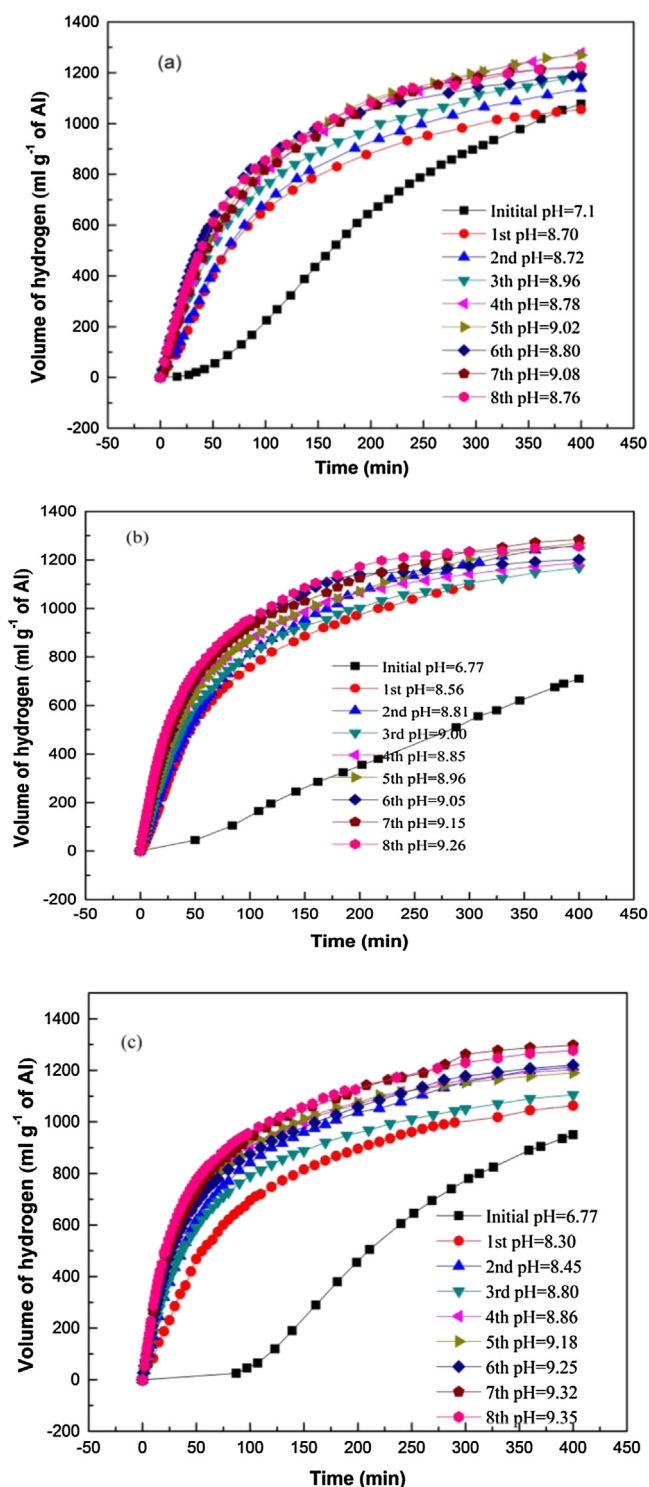 1400
(a)
1200
1000
800
600
400
200
0
-200
Volume of hydrogen (ml g⁻¹ of Al)
Initital pH=7.1
1st pH=8.70
2nd pH=8.72
3th pH=8.96
4th pH=8.78
5th pH=9.02
6th pH=8.80
7th pH=9.08
8th pH=8.76
-50 0 50 100 150 200 250 300 350 400 450
Time (min)
1400
(b)
1200
1000
800
600
400
200
0
-200
Volume of hydrogen (ml g⁻¹ of Al)
Initial pH=6.77
1st pH=8.56
2nd pH=8.81
3rd pH=9.00
4th pH=8.85
5th pH=8.96
6th pH=9.05
7th pH=9.15
8th pH=9.26
-50 0 50 100 150 200 250 300 350 400 450
Time (min)
1400
(c)
1200
1000
800
600
400
200
0
-200
Volume of hydrogen (ml g⁻¹ of Al)
Initial pH=6.77
1st pH=8.30
2nd pH=8.45
3rd pH=8.80
4th pH=8.86
5th pH=9.18
6th pH=9.25
7th pH=9.32
8th pH=9.35
-50 0 50 100 150 200 250 300 350 400 450
Time (min)